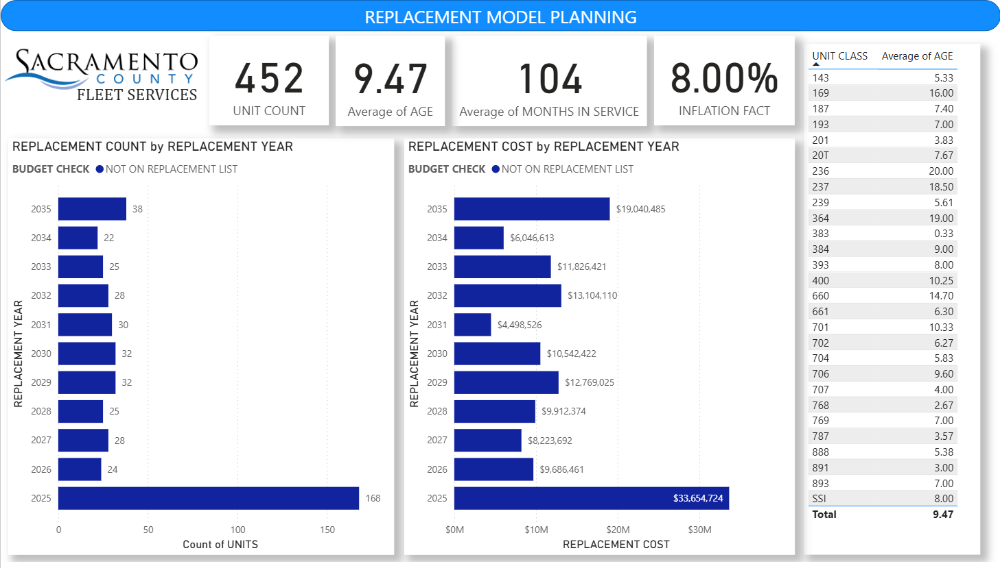 REPLACEMENT MODEL PLANNING
SACRAMENTO
COUNTY
FLEET SERVICES
452
UNIT COUNT
9.47
Average of AGE
104
Average of MONTHS IN SERVICE
8.00%
INFLATION FACT
REPLACEMENT COUNT by REPLACEMENT YEAR
BUDGET CHECK NOT ON REPLACEMENT LIST
REPLACEMENT YEAR
2035 38
2034 22
2033 25
2032 28
2031 30
2030 32
2029 32
2028 25
2027 28
2026 24
2025 168
0 50 100 150
Count of UNITS
REPLACEMENT COST by REPLACEMENT YEAR
BUDGET CHECK NOT ON REPLACEMENT LIST
REPLACEMENT YEAR
2035 $19,040,485
2034 $6,046,613
2033 $11,826,421
2032 $13,104,110
2031 $4,498,526
2030 $10,542,422
2029 $12,769,025
2028 $9,912,374
2027 $8,223,692
2026 $9,686,461
2025 $33,654,724
$0M $10M $20M $30M
REPLACEMENT COST
UNIT CLASS Average of AGE
143 5.33
169 16.00
187 7.40
193 7.00
201 3.83
20T 7.67
236 20.00
237 18.50
239 5.61
364 19.00
383 0.33
384 9.00
393 8.00
400 10.25
660 14.70
661 6.30
701 10.33
702 6.27
704 5.83
706 9.60
707 4.00
768 2.67
769 7.00
787 3.57
888 5.38
891 3.00
893 7.00
SSI 8.00
Total 9.47